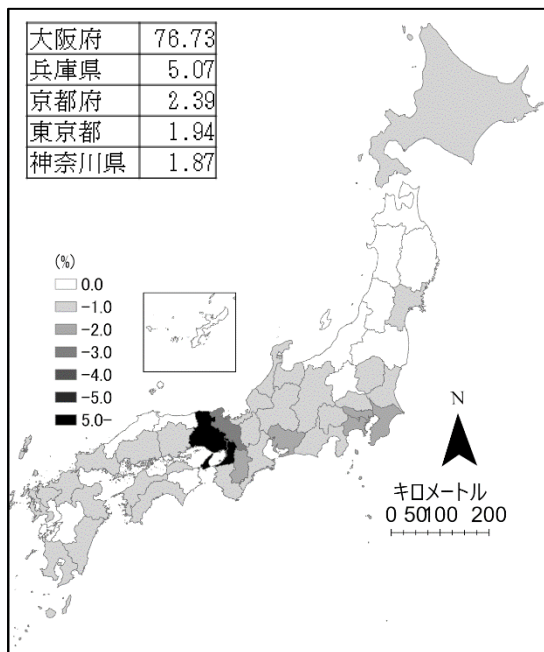 大阪府 76.73
兵庫県 5.07
京都府 2.39
東京都 1.94
神奈川県 1.87
(%)
0.0
-1.0
-2.0
-3.0
-4.0
-5.0
5.0-
N
キロメートル
0 50100 200